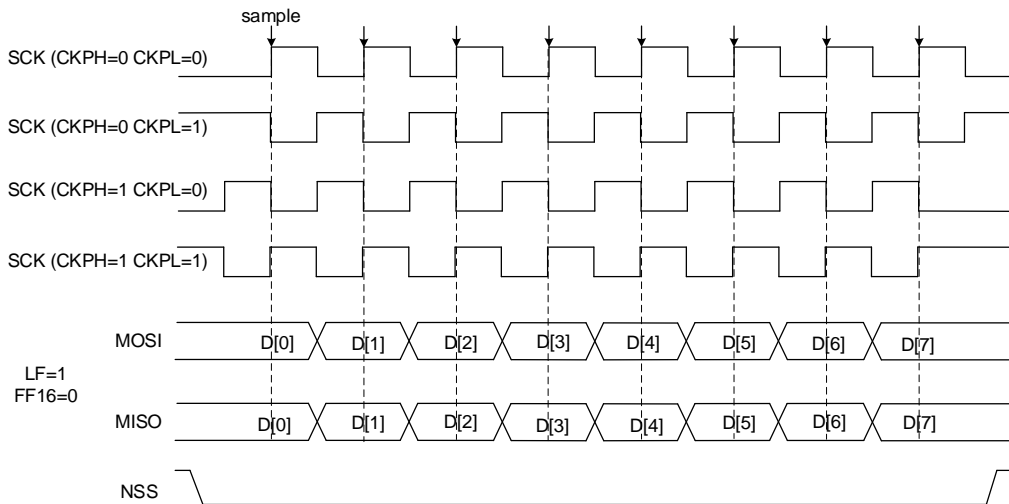 sample
SCK (CKPH=0 CKPL=0)
SCK (CKPH=0 CKPL=1)
SCK (CKPH=1 CKPL=0)
SCK (CKPH=1 CKPL=1)
MOSI D[0] D[1] D[2] D[3] D[4] D[5] D[6] D[7]
LF=1
FF16=0
MISO D[0] D[1] D[2] D[3] D[4] D[5] D[6] D[7]
NSS